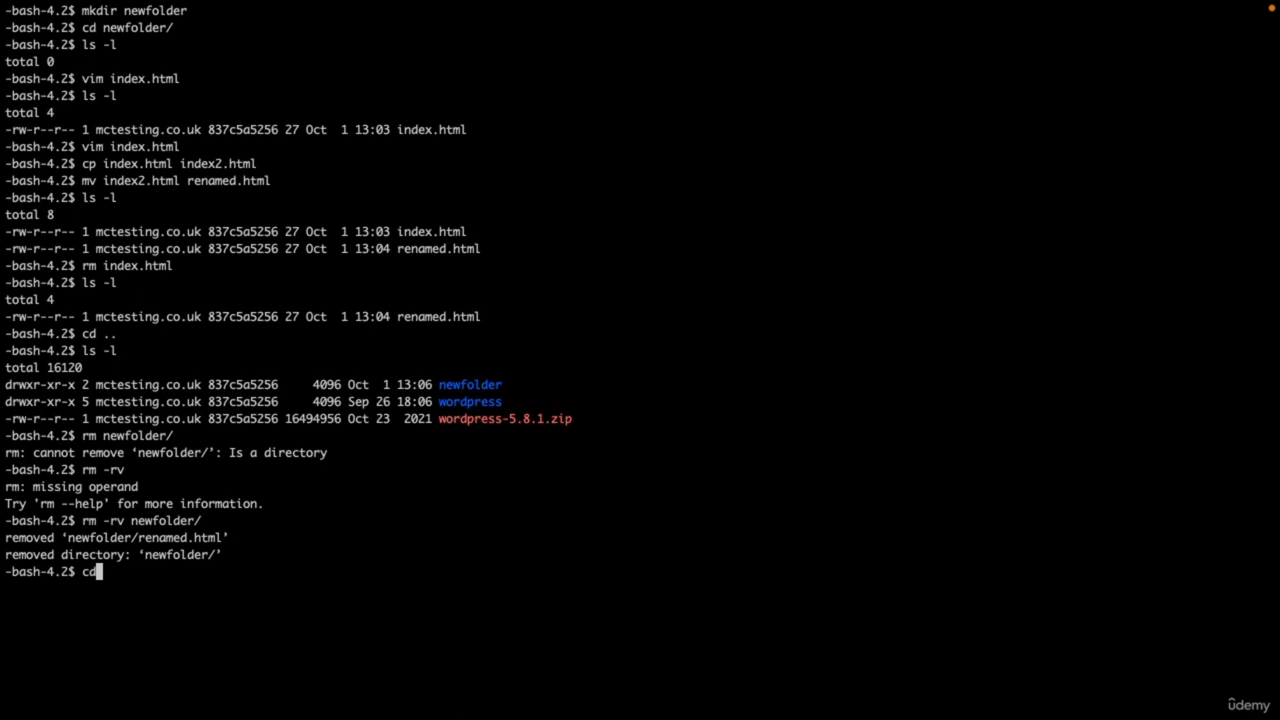 -bash-4.2$ mkdir newfolder
-bash-4.2$ cd newfolder/
-bash-4.2$ ls -l
total 0
-bash-4.2$ vim index.html
-bash-4.2$ ls -l
total 4
-rw-r--r-- 1 mctesting.co.uk 837c5a5256 27 Oct  1 13:03 index.html
-bash-4.2$ vim index.html
-bash-4.2$ cp index.html index2.html
-bash-4.2$ mv index2.html renamed.html
-bash-4.2$ ls -l
total 8
-rw-r--r-- 1 mctesting.co.uk 837c5a5256 27 Oct  1 13:03 index.html
-rw-r--r-- 1 mctesting.co.uk 837c5a5256 27 Oct  1 13:04 renamed.html
-bash-4.2$ rm index.html
-bash-4.2$ ls -l
total 4
-rw-r--r-- 1 mctesting.co.uk 837c5a5256 27 Oct  1 13:04 renamed.html
-bash-4.2$ cd ..
-bash-4.2$ ls -l
total 16120
drwxr-xr-x 2 mctesting.co.uk 837c5a5256     4096 Oct  1 13:06 newfolder
drwxr-xr-x 5 mctesting.co.uk 837c5a5256     4096 Sep 26 18:06 wordpress
-rw-r--r-- 1 mctesting.co.uk 837c5a5256 16494956 Oct 23  2021 wordpress-5.8.1.zip
-bash-4.2$ rm newfolder/
rm: cannot remove ‘newfolder/’: Is a directory
-bash-4.2$ rm -rv
rm: missing operand
Try 'rm --help' for more information.
-bash-4.2$ rm -rv newfolder/
removed ‘newfolder/renamed.html’
removed directory: ‘newfolder/’
-bash-4.2$ cd
ûdemy